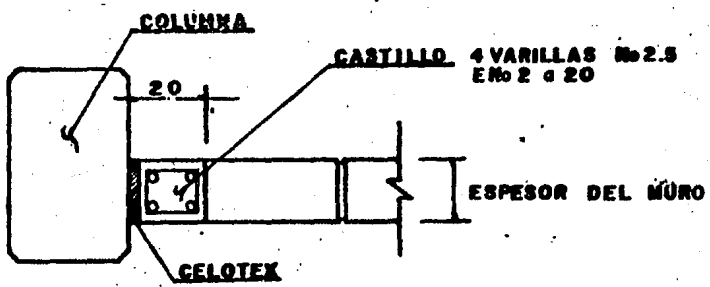 COLUMNA
CASTILLO 4 VARILLAS No 2.5
E No 2 a 20
20
ESPESOR DEL MURO
CELOTEX